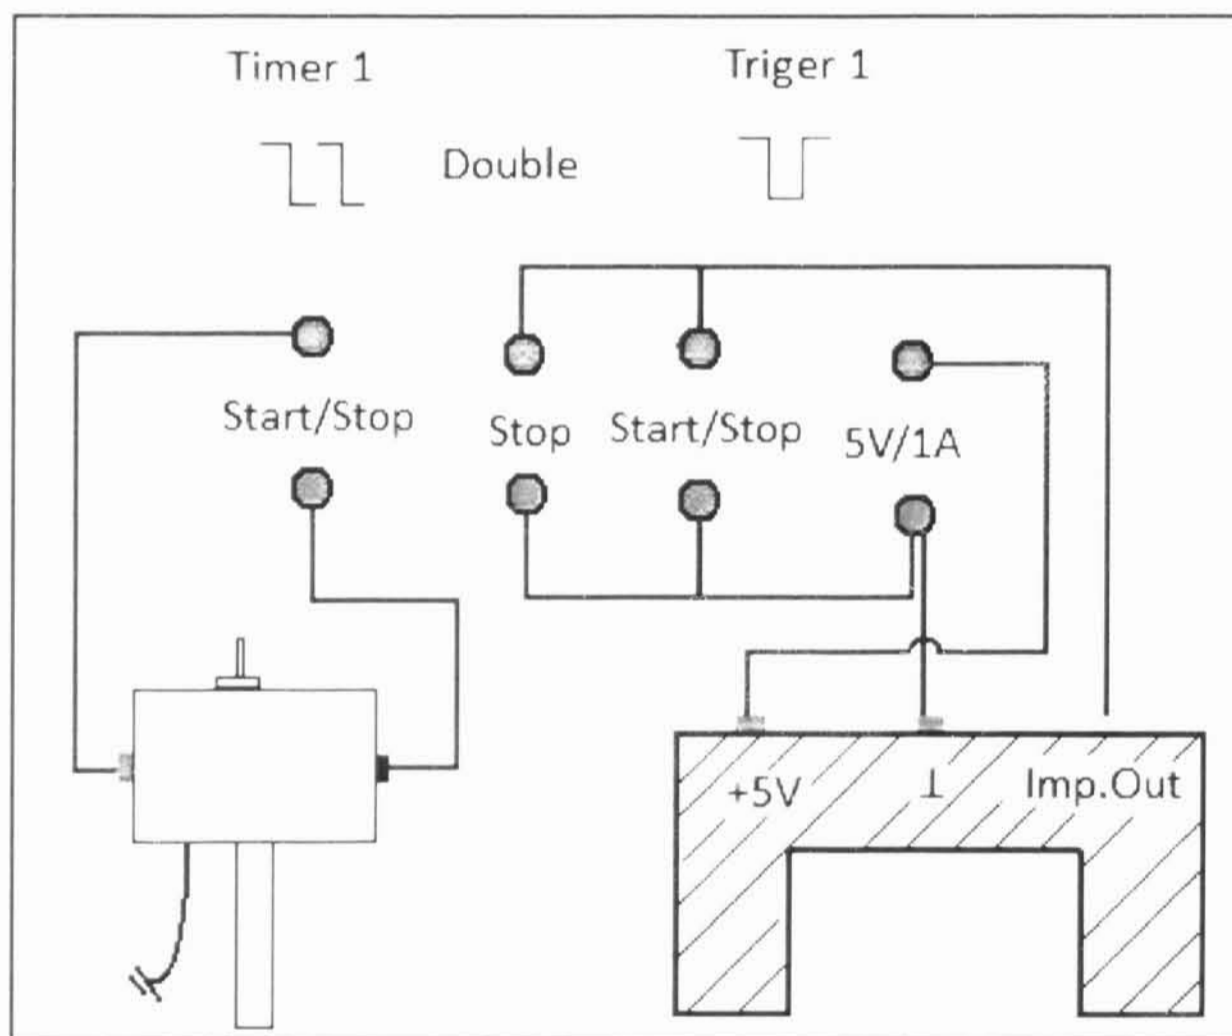 Timer 1
Triger 1
Double
Start/Stop
Stop
Start/Stop
5V/1A
+5V
⊥
Imp.Out